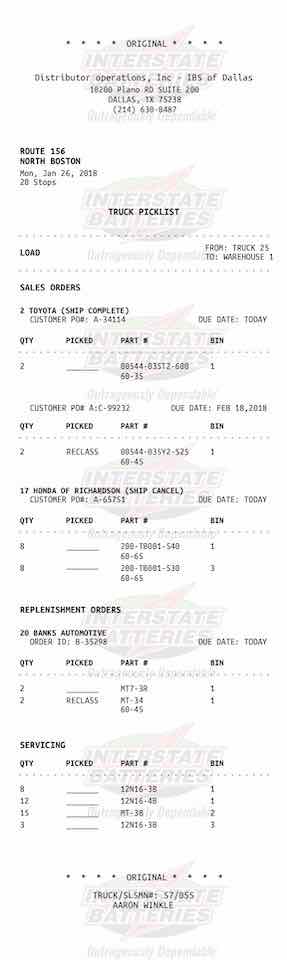 * * * * ORIGINAL * * * *
Distributor operations, Inc - IBS of Dallas
10200 Plano RD SUITE 200
DALLAS, TX 75238
(214) 630-8487
INTERSTATE BATTERIES
Outrageously Dependable
ROUTE 156
NORTH BOSTON
Mon, Jan 26, 2018
20 Stops
TRUCK PICKLIST
LOAD FROM: TRUCK 25
TO: WAREHOUSE 1
SALES ORDERS
2 TOYOTA (SHIP COMPLETE)
CUSTOMER PO#: A-34114 DUE DATE: TODAY
QTY PICKED PART # BIN
2 ______ 00544-035T2-600 1
60-35
CUSTOMER PO# A:C-99232 DUE DATE: FEB 18,2018
QTY PICKED PART # BIN
2 RECLASS 00544-035Y2-525 1
60-45
17 HONDA OF RICHARDSON (SHIP CANCEL)
CUSTOMER PO#: A-65751 DUE DATE: TODAY
QTY PICKED PART # BIN
8 ______ 200-TB001-540 1
60-65
8 ______ 200-TB001-530 3
60-65
REPLENISHMENT ORDERS
20 BANKS AUTOMOTIVE
ORDER ID: B-35298 DUE DATE: TODAY
QTY PICKED PART # BIN
2 ______ MT7-3R 1
2 RECLASS MT-34 1
60-45
SERVICING
QTY PICKED PART # BIN
8 ______ 12N16-3B 1
12 ______ 12N16-4B 1
15 ______ MT-38 2
3 ______ 12N16-3B 3
* * * * ORIGINAL * * * *
TRUCK/SLSMN#: 57/055
AARON WINKLE